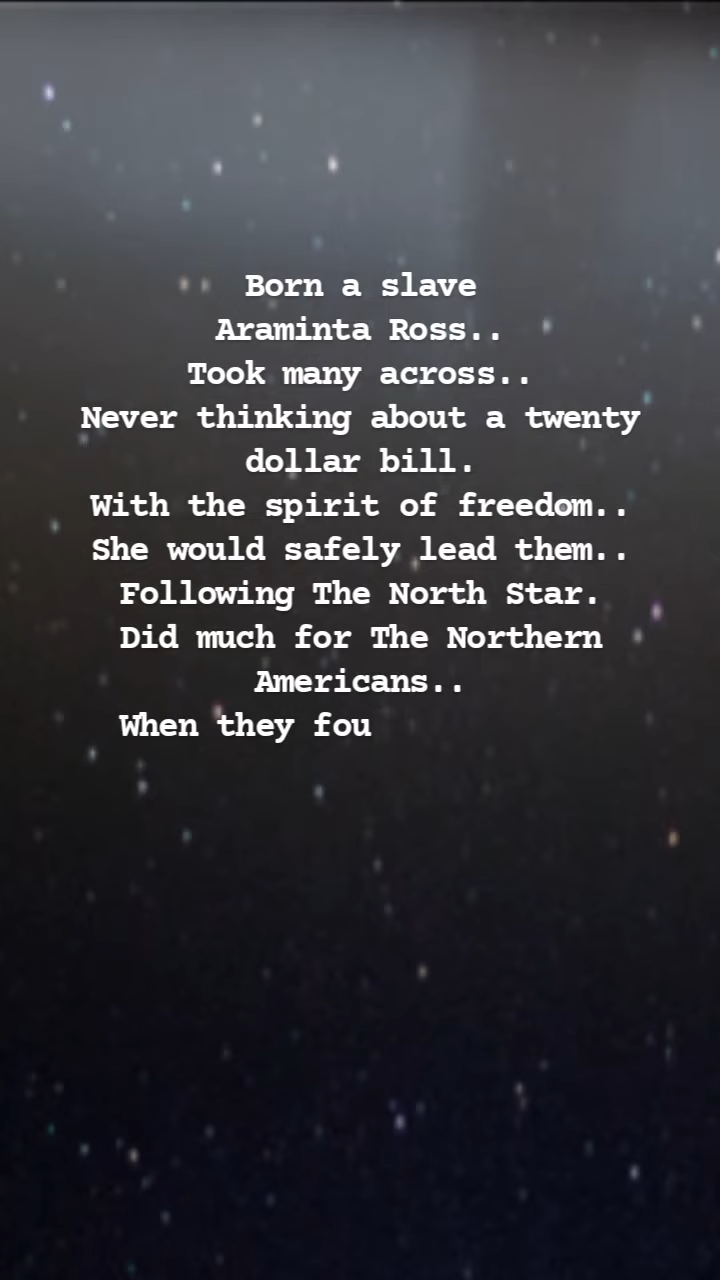 Born a slave
Araminta Ross..
Took many across..
Never thinking about a twenty
dollar bill.
With the spirit of freedom..
She would safely lead them..
Following The North Star.
Did much for The Northern
Americans..
When they fou